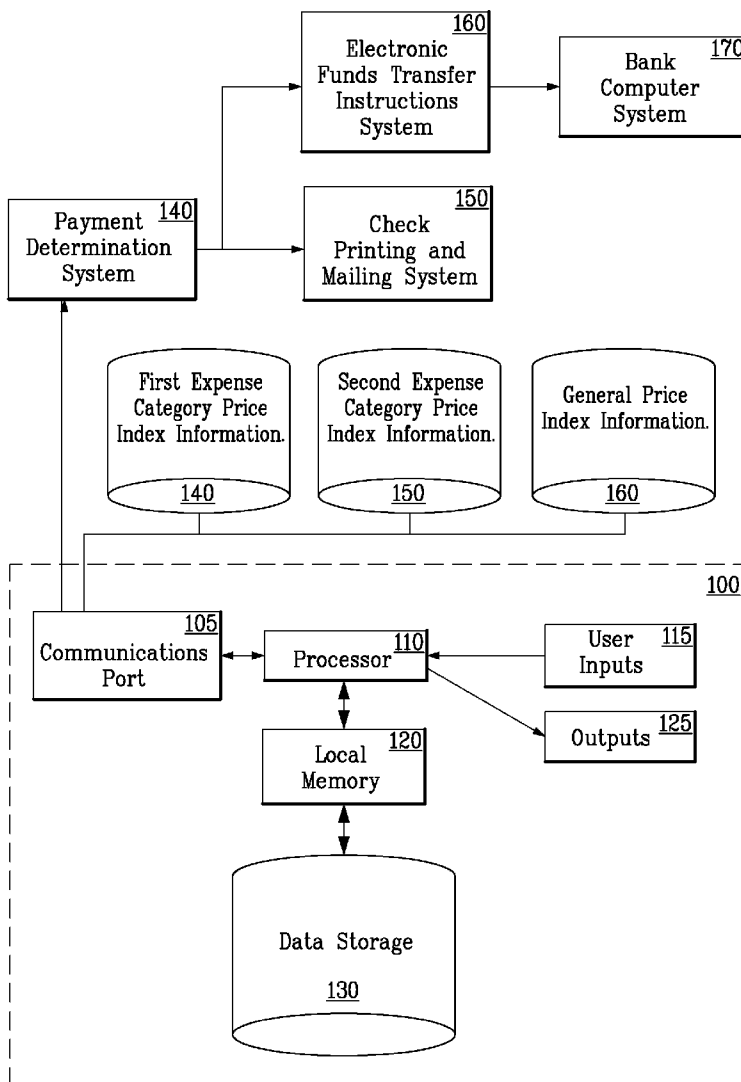 160
Electronic
Funds Transfer
Instructions
System
170
Bank
Computer
System
140
Payment
Determination
System
150
Check
Printing and
Mailing System
First Expense
Category Price
Index Information.
140
Second Expense
Category Price
Index Information.
150
General Price
Index Information.
160
100
105
Communications
Port
110
Processor
115
User
Inputs
125
Outputs
120
Local
Memory
Data Storage
130